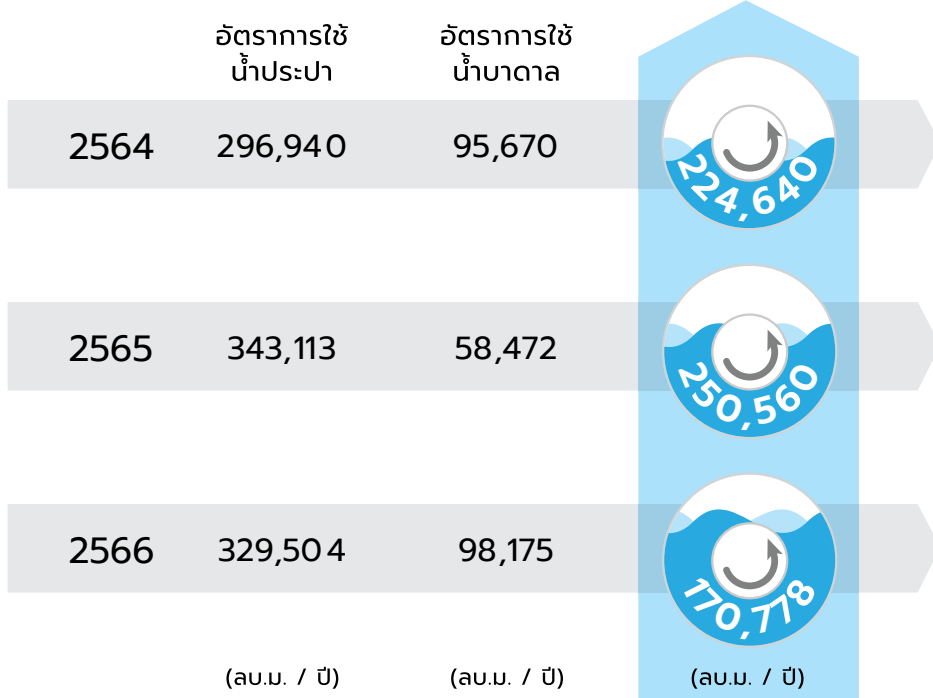 อัตราการใช้
น้ำประปา
อัตราการใช้
น้ำบาดาล
2564 296,940 95,670 224,640
2565 343,113 58,472 250,560
2566 329,504 98,175 170,778
(ลบ.ม. / ปี) (ลบ.ม. / ปี) (ลบ.ม. / ปี)